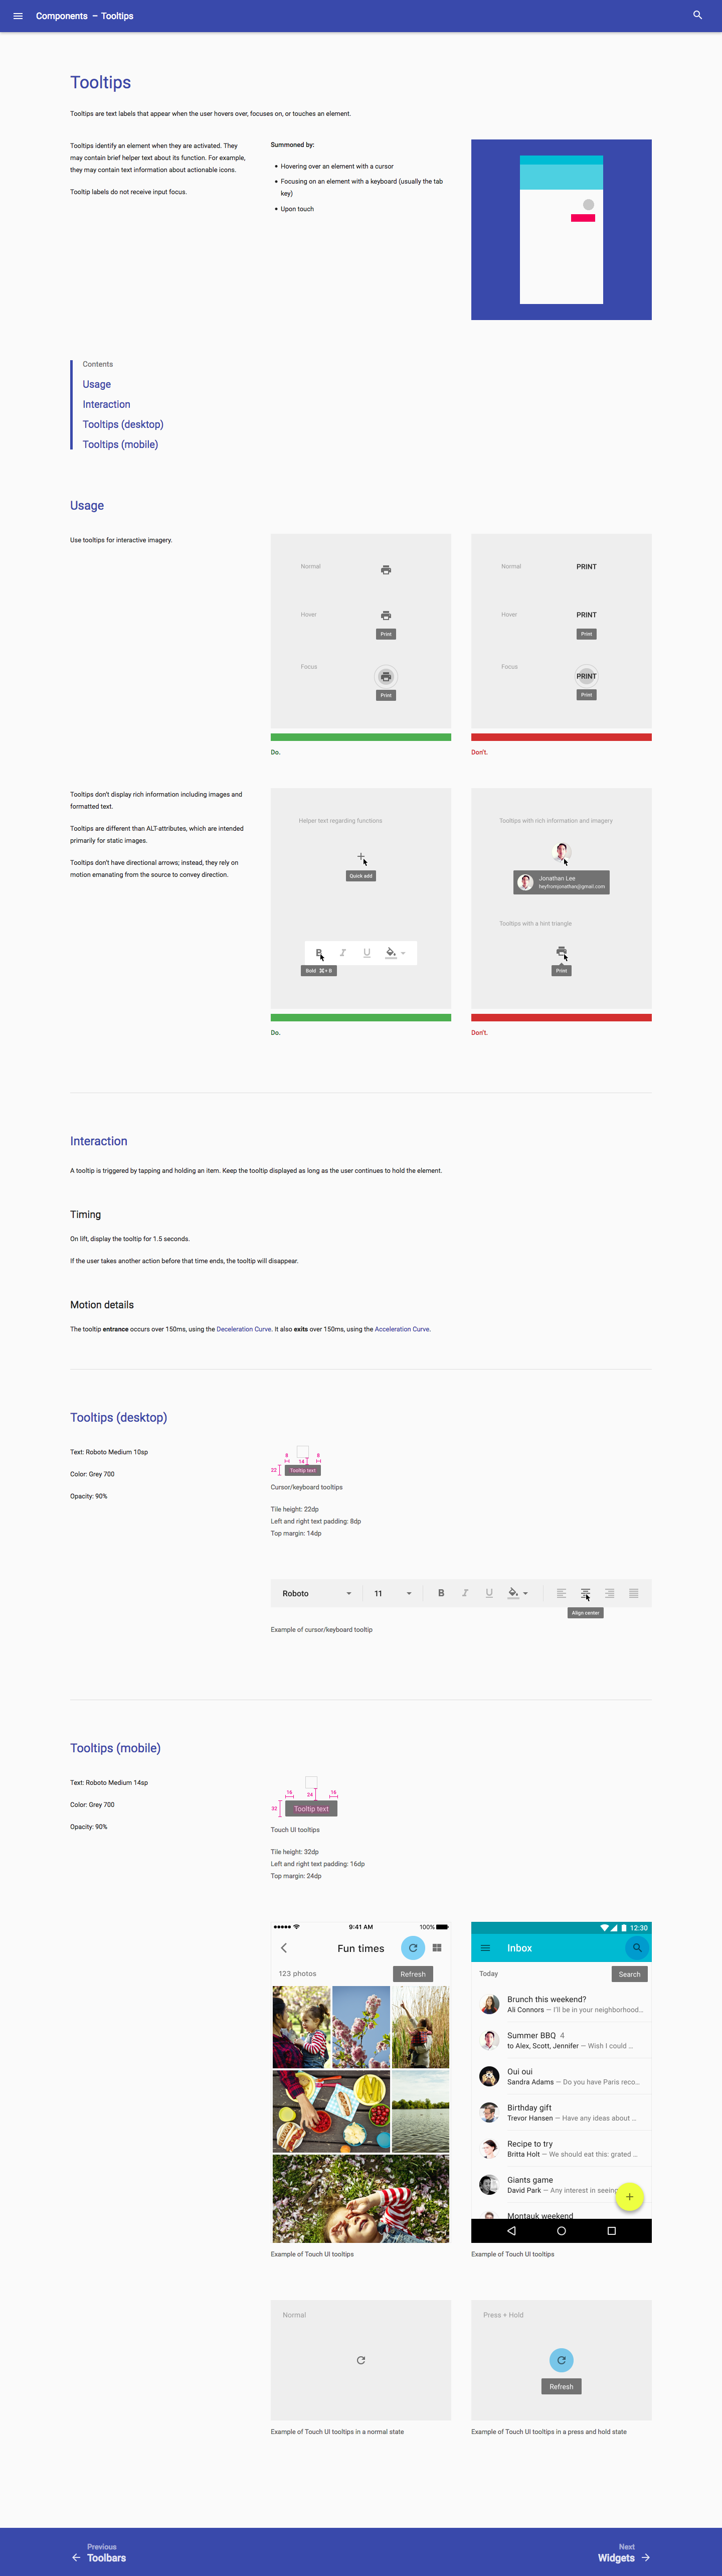 Components – Tooltips
Tooltips
Tooltips are text labels that appear when the user hovers over, focuses on, or touches an element.
Tooltips identify an element when they are activated. They
may contain brief helper text about its function. For example,
they may contain text information about actionable icons.
Tooltip labels do not receive input focus.
Summoned by:
• Hovering over an element with a cursor
• Focusing on an element with a keyboard (usually the tab
key)
• Upon touch
Contents
Usage
Interaction
Tooltips (desktop)
Tooltips (mobile)
Usage
Use tooltips for interactive imagery.
Normal
Hover
Print
Focus
Print
Do.
Normal
PRINT
Hover
PRINT
Print
Focus
PRINT
Print
Don't.
Tooltips don't display rich information including images and
formatted text.
Tooltips are different than ALT-attributes, which are intended
primarily for static images.
Tooltips don't have directional arrows; instead, they rely on
motion emanating from the source to convey direction.
Helper text regarding functions
Quick add
B I U
Bold ⌘+ B
Do.
Tooltips with rich information and imagery
Jonathan Lee
heyfromjonathan@gmail.com
Tooltips with a hint triangle
Print
Don't.
Interaction
A tooltip is triggered by tapping and holding an item. Keep the tooltip displayed as long as the user continues to hold the element.
Timing
On lift, display the tooltip for 1.5 seconds.
If the user takes another action before that time ends, the tooltip will disappear.
Motion details
The tooltip entrance occurs over 150ms, using the Deceleration Curve. It also exits over 150ms, using the Acceleration Curve.
Tooltips (desktop)
Text: Roboto Medium 10sp
Color: Grey 700
Opacity: 90%
8 8
14
22 Tooltip text
Cursor/keyboard tooltips
Tile height: 22dp
Left and right text padding: 8dp
Top margin: 14dp
Roboto 11 B I U
Align center
Example of cursor/keyboard tooltip
Tooltips (mobile)
Text: Roboto Medium 14sp
Color: Grey 700
Opacity: 90%
16 24 16
32 Tooltip text
Touch UI tooltips
Tile height: 32dp
Left and right text padding: 16dp
Top margin: 24dp
9:41 AM 100%
Fun times
123 photos
Refresh
Example of Touch UI tooltips
12:30
Inbox
Today
Search
Brunch this weekend?
Ali Connors — I'll be in your neighborhood...
Summer BBQ 4
to Alex, Scott, Jennifer — Wish I could ...
Oui oui
Sandra Adams — Do you have Paris reco...
Birthday gift
Trevor Hansen — Have any ideas about ...
Recipe to try
Britta Holt — We should eat this: grated ...
Giants game
David Park — Any interest in seein
Montauk weekend
Example of Touch UI tooltips
Normal
Example of Touch UI tooltips in a normal state
Press + Hold
Refresh
Example of Touch UI tooltips in a press and hold state
Previous
Toolbars
Next
Widgets